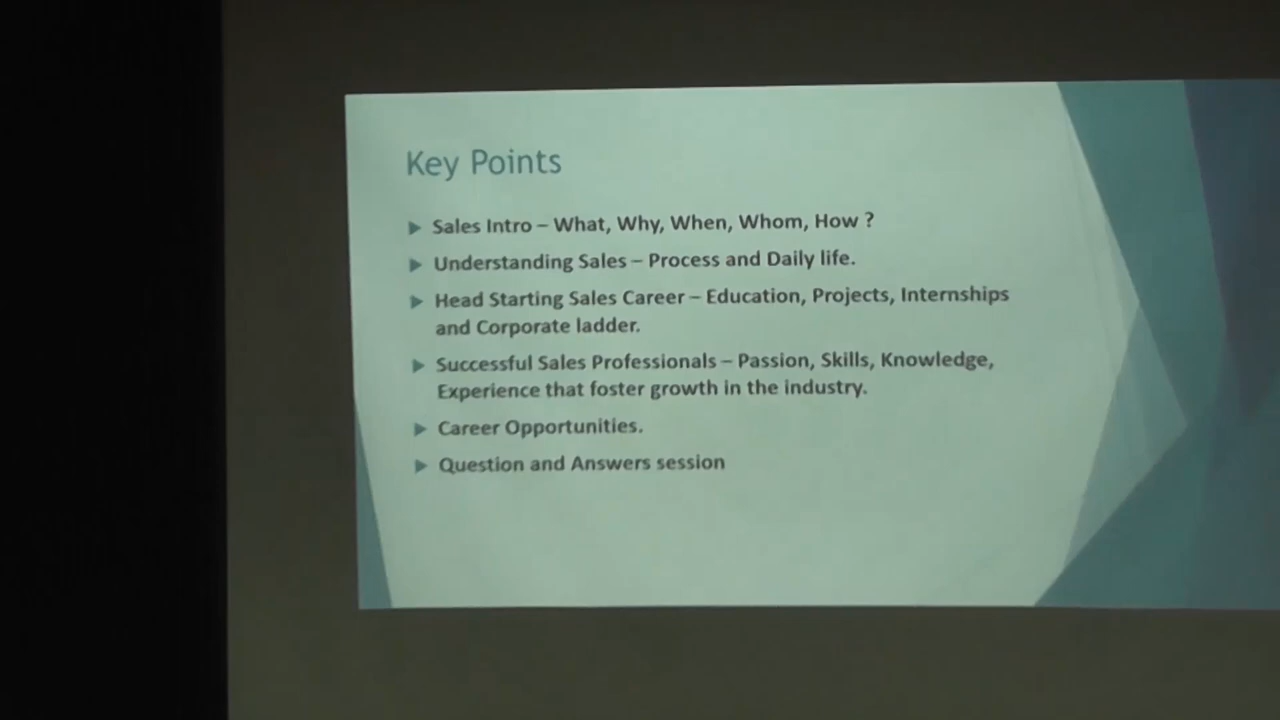 Key Points
Sales Intro – What, Why, When, Whom, How ?
Understanding Sales – Process and Daily life.
Head Starting Sales Career – Education, Projects, Internships
and Corporate ladder.
Successful Sales Professionals – Passion, Skills, Knowledge,
Experience that foster growth in the industry.
Career Opportunities.
Question and Answers session